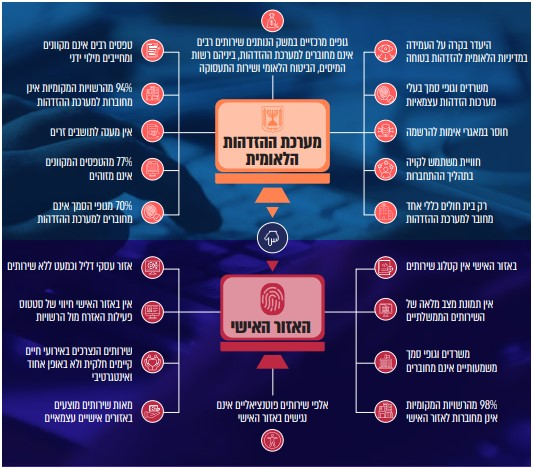 גופים מרכזיים במשק הנותנים שירותים רבים
אינם מחוברים למערכת ההזדהות, ביניהם רשות
המיסים, הביטוח הלאומי ושירות התעסוקה
היעדר בקרה על העמידה
במדיניות הלאומית להזדהות בטוחה
משרדים וגופי סמך בעלי
מערכות הזדהות עצמאיות
חוסר במאגרי אימות להרשמה
חוויית משתמש לקויה
בתהליך ההתחברות
רק בית חולים כללי אחד
מחובר למערכת ההזדהות
מערכת ההזדהות
הלאומית
טפסים רבים אינם מקוונים
ומחייבים מילוי ידני
94% מהרשויות המקומיות אינן
מחוברות למערכת ההזדהות
אין מענה לתושבים זרים
77% מהטפסים המקוונים
אינם מזוהים
70% מגופי הסמך אינם
מחוברים למערכת ההזדהות
באזור האישי אין קטלוג שירותים
אין תמונת מצב מלאה של
השירותים הממשלתיים
משרדים וגופי סמך
משמעותיים אינם מחוברים
98% מהרשויות המקומיות
אינן מחוברות לאזור האישי
האזור האישי
אזור עסקי דליל וכמעט ללא שירותים
אין באזור האישי חיווי של סטטוס
פעילות האזרח מול הרשויות
שירותים הנצרכים באירועי חיים
קיימים חלקית ולא באופן אחוד
ואינטגרטיבי
מאות שירותים מוצעים
באזורים אישיים עצמאיים
אלפי שירותים פוטנציאליים אינם
נגישים באזור האישי